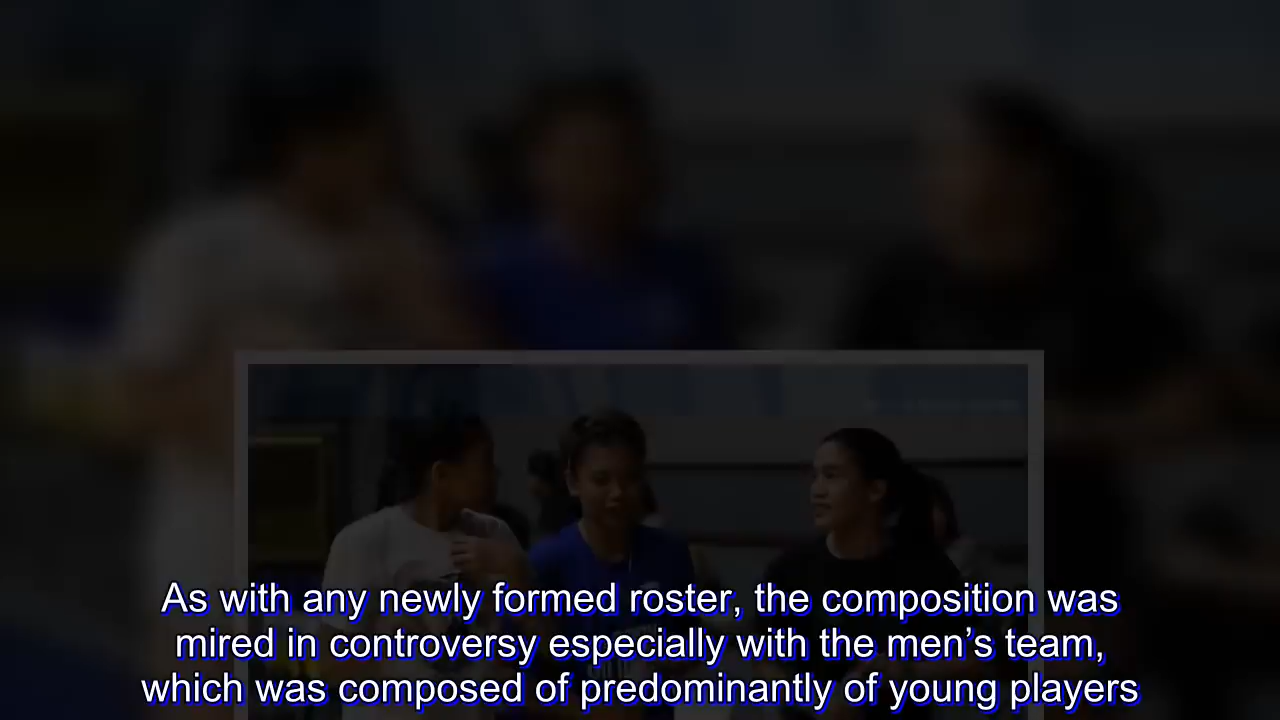 As with any newly formed roster, the composition was
mired in controversy especially with the men’s team,
which was composed of predominantly of young players